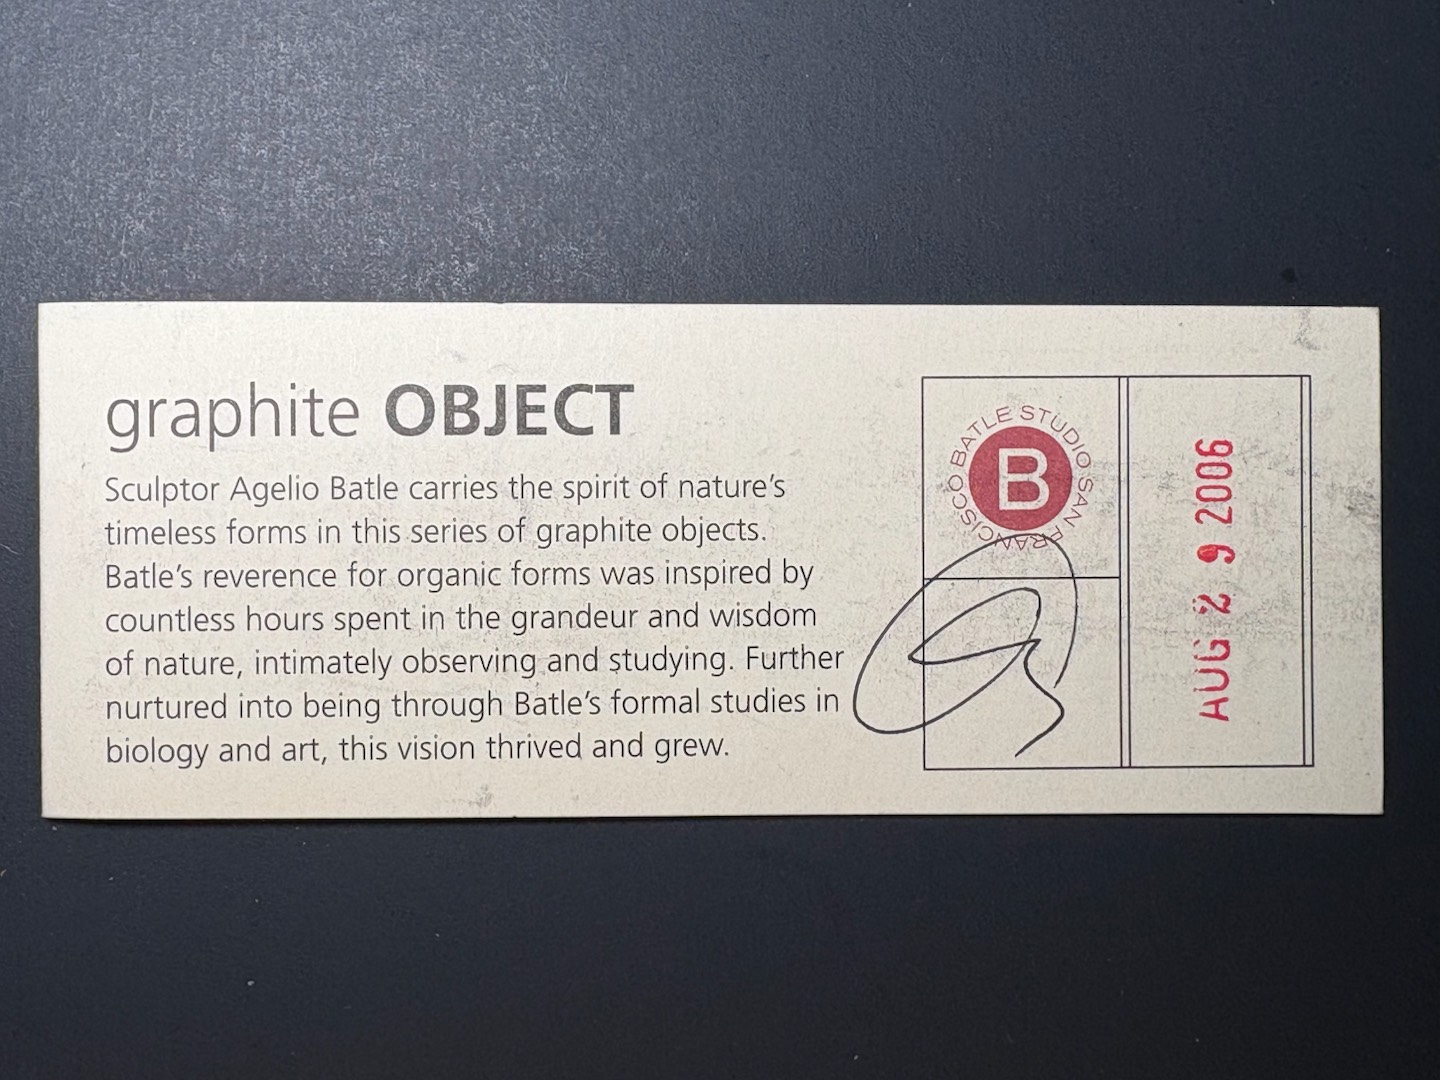 graphite OBJECT
Sculptor Agelio Batle carries the spirit of nature's
timeless forms in this series of graphite objects.
Batle's reverence for organic forms was inspired by
countless hours spent in the grandeur and wisdom
of nature, intimately observing and studying. Further
nurtured into being through Batle's formal studies in
biology and art, this vision thrived and grew.
BATLE STUDIO SAN FRANCISCO
B
AUG 29 2006